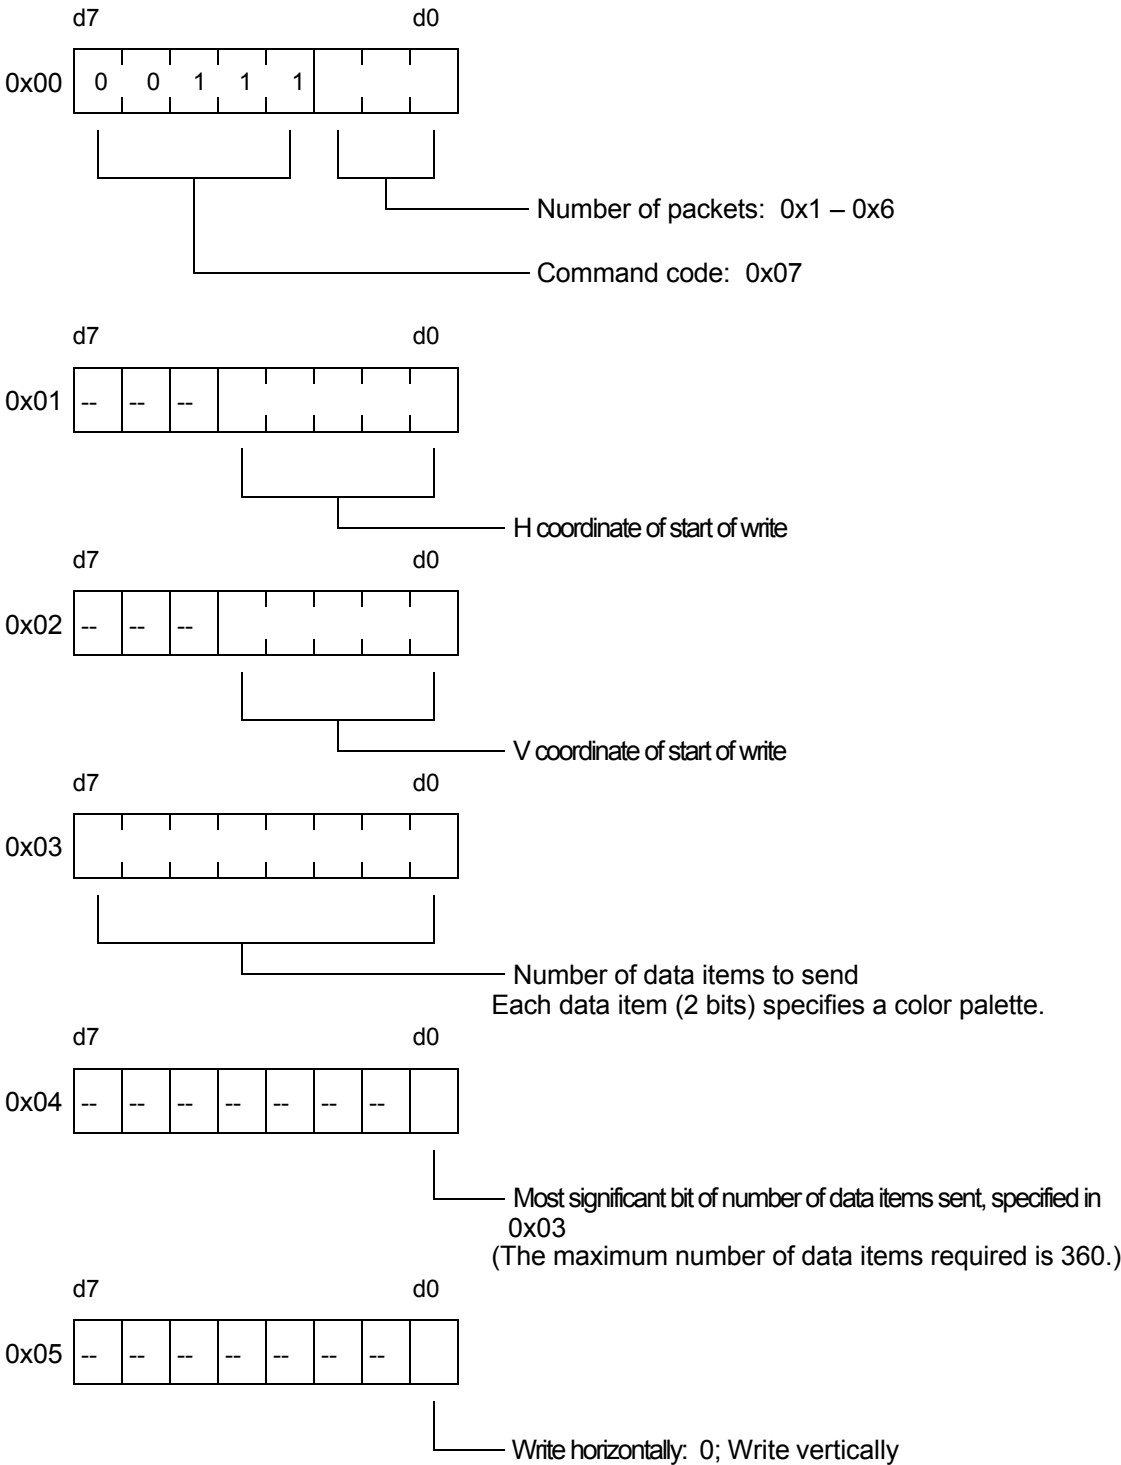 d7 d0
0x00 0 0 1 1 1
Number of packets: 0x1 – 0x6
Command code: 0x07
d7 d0
0x01 -- -- --
H coordinate of start of write
d7 d0
0x02 -- -- --
V coordinate of start of write
d7 d0
0x03
Number of data items to send
Each data item (2 bits) specifies a color palette.
d7 d0
0x04 -- -- -- -- -- -- --
Most significant bit of number of data items sent, specified in
0x03
(The maximum number of data items required is 360.)
d7 d0
0x05 -- -- -- -- -- -- --
Write horizontally: 0; Write vertically